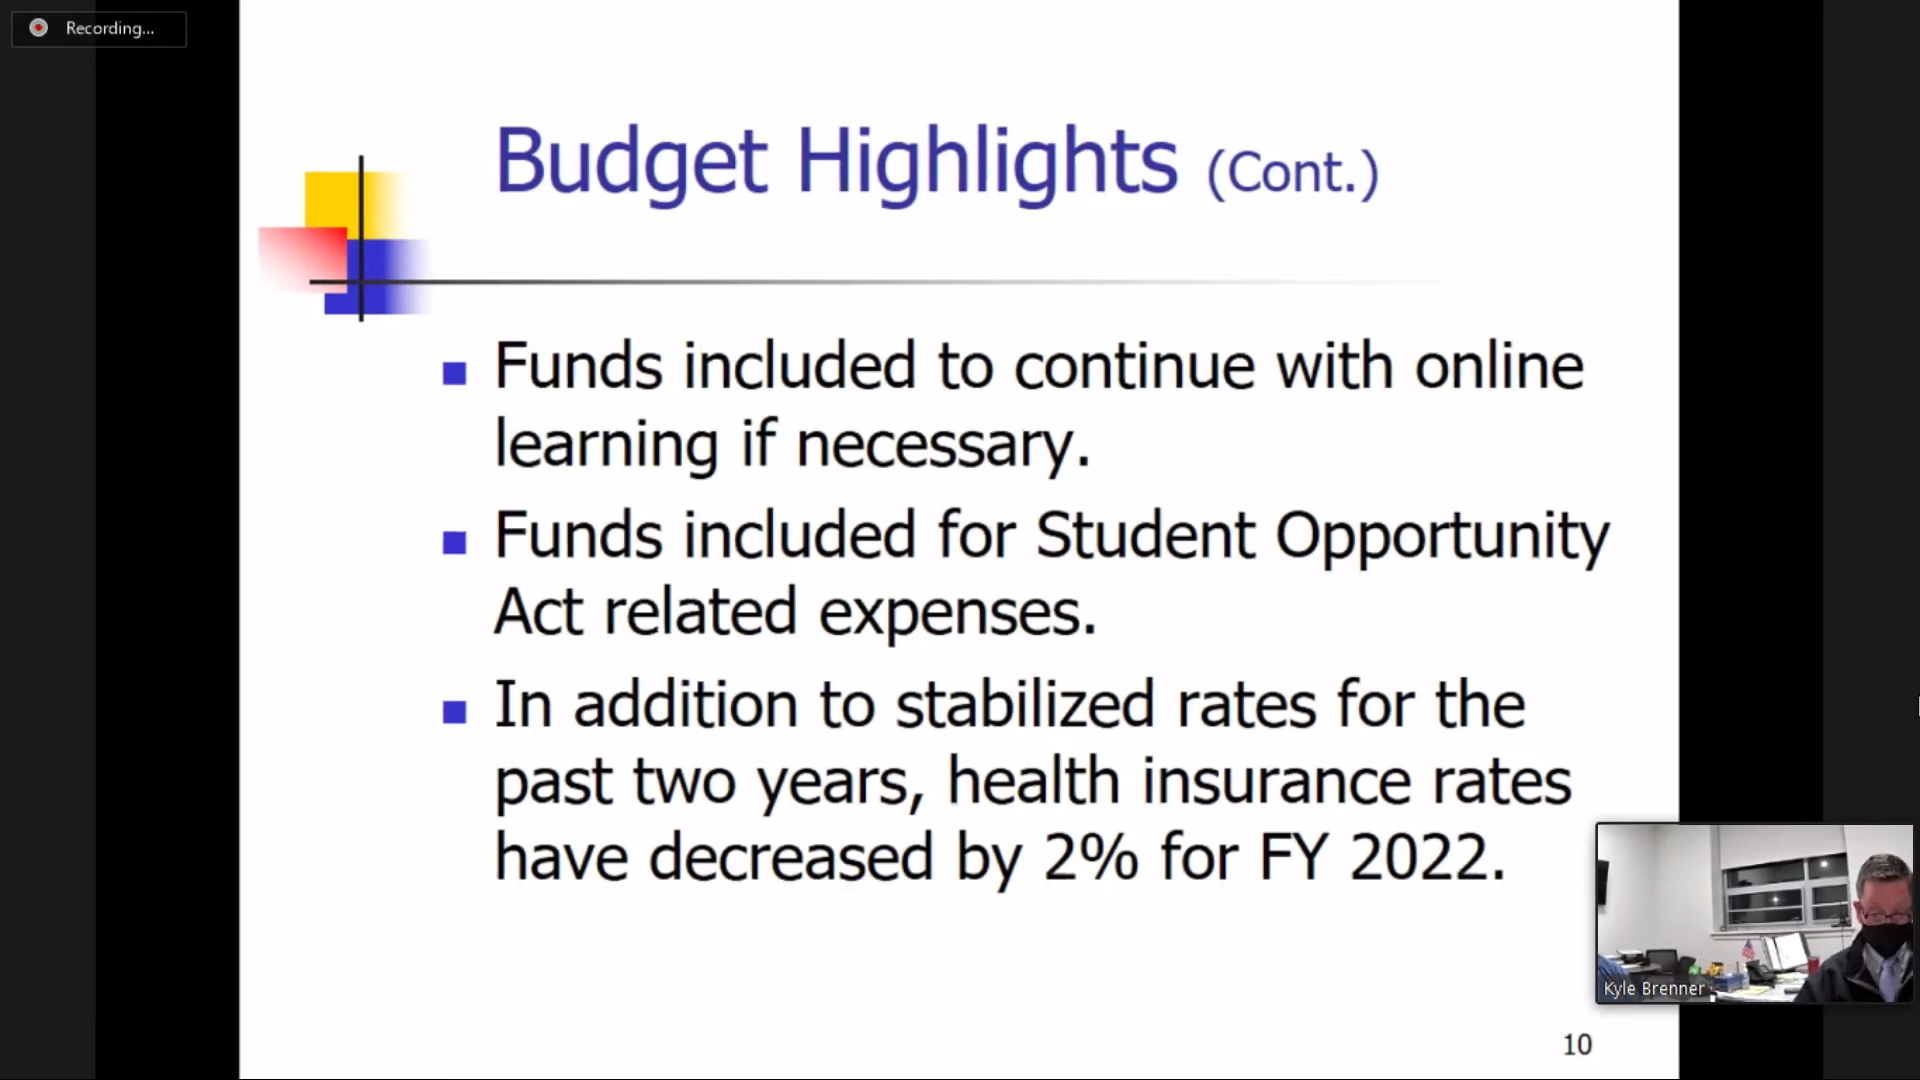 Recording...
Budget Highlights (Cont.)
Funds included to continue with online
learning if necessary.
Funds included for Student Opportunity
Act related expenses.
In addition to stabilized rates for the
past two years, health insurance rates
have decreased by 2% for FY 2022.
Kyle Brenner
10